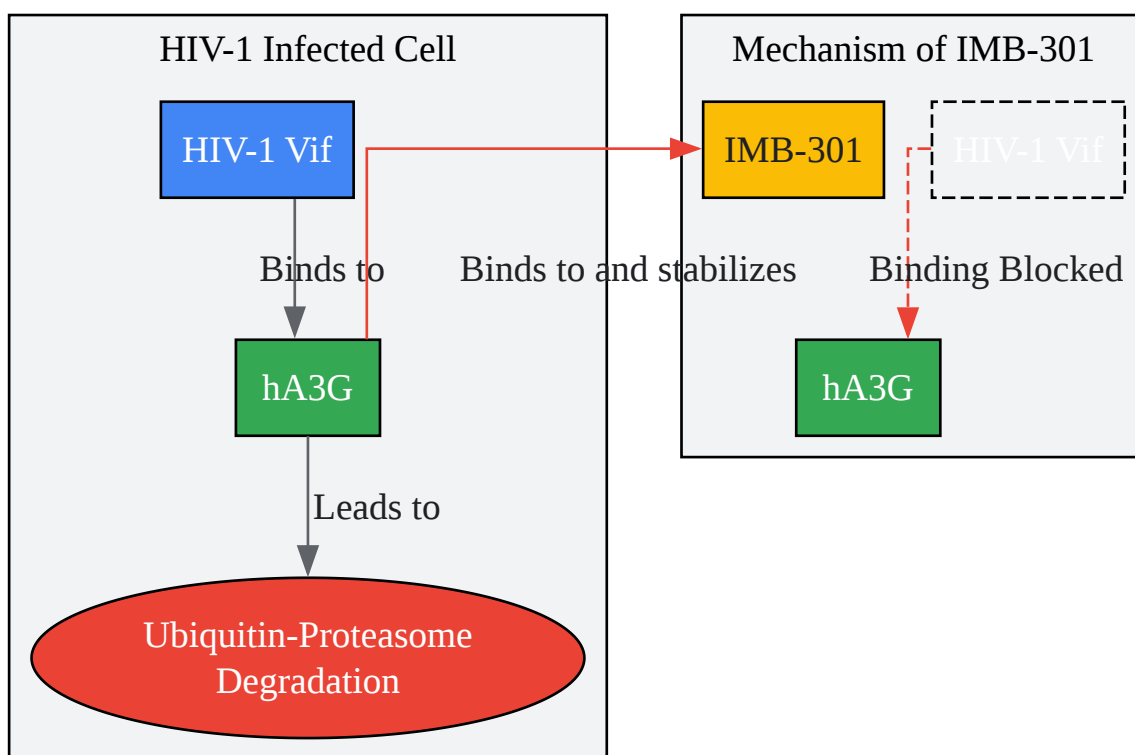 HIV-1 Infected Cell
Mechanism of IMB-301
HIV-1 Vif
IMB-301
HIV-1 Vif
Binds to
Binds to and stabilizes
Binding Blocked
hA3G
hA3G
Leads to
Ubiquitin-Proteasome
Degradation